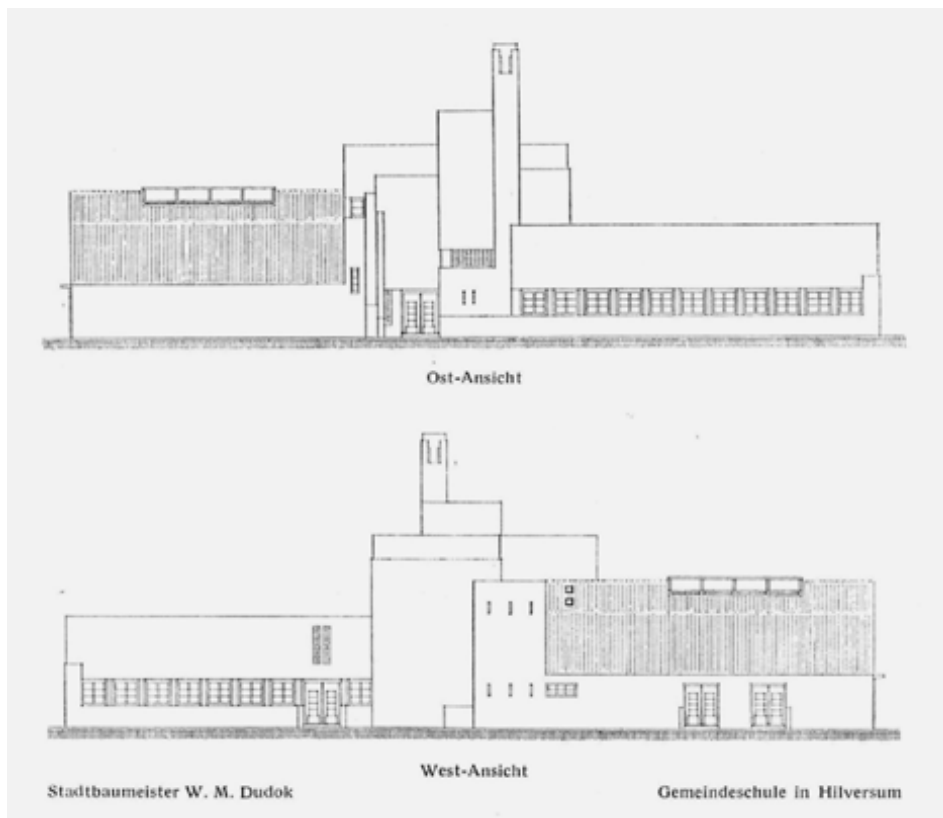 Ost-Ansicht
West-Ansicht
Stadtbaumeister W. M. Dudok
Gemeindeschule in Hilversum